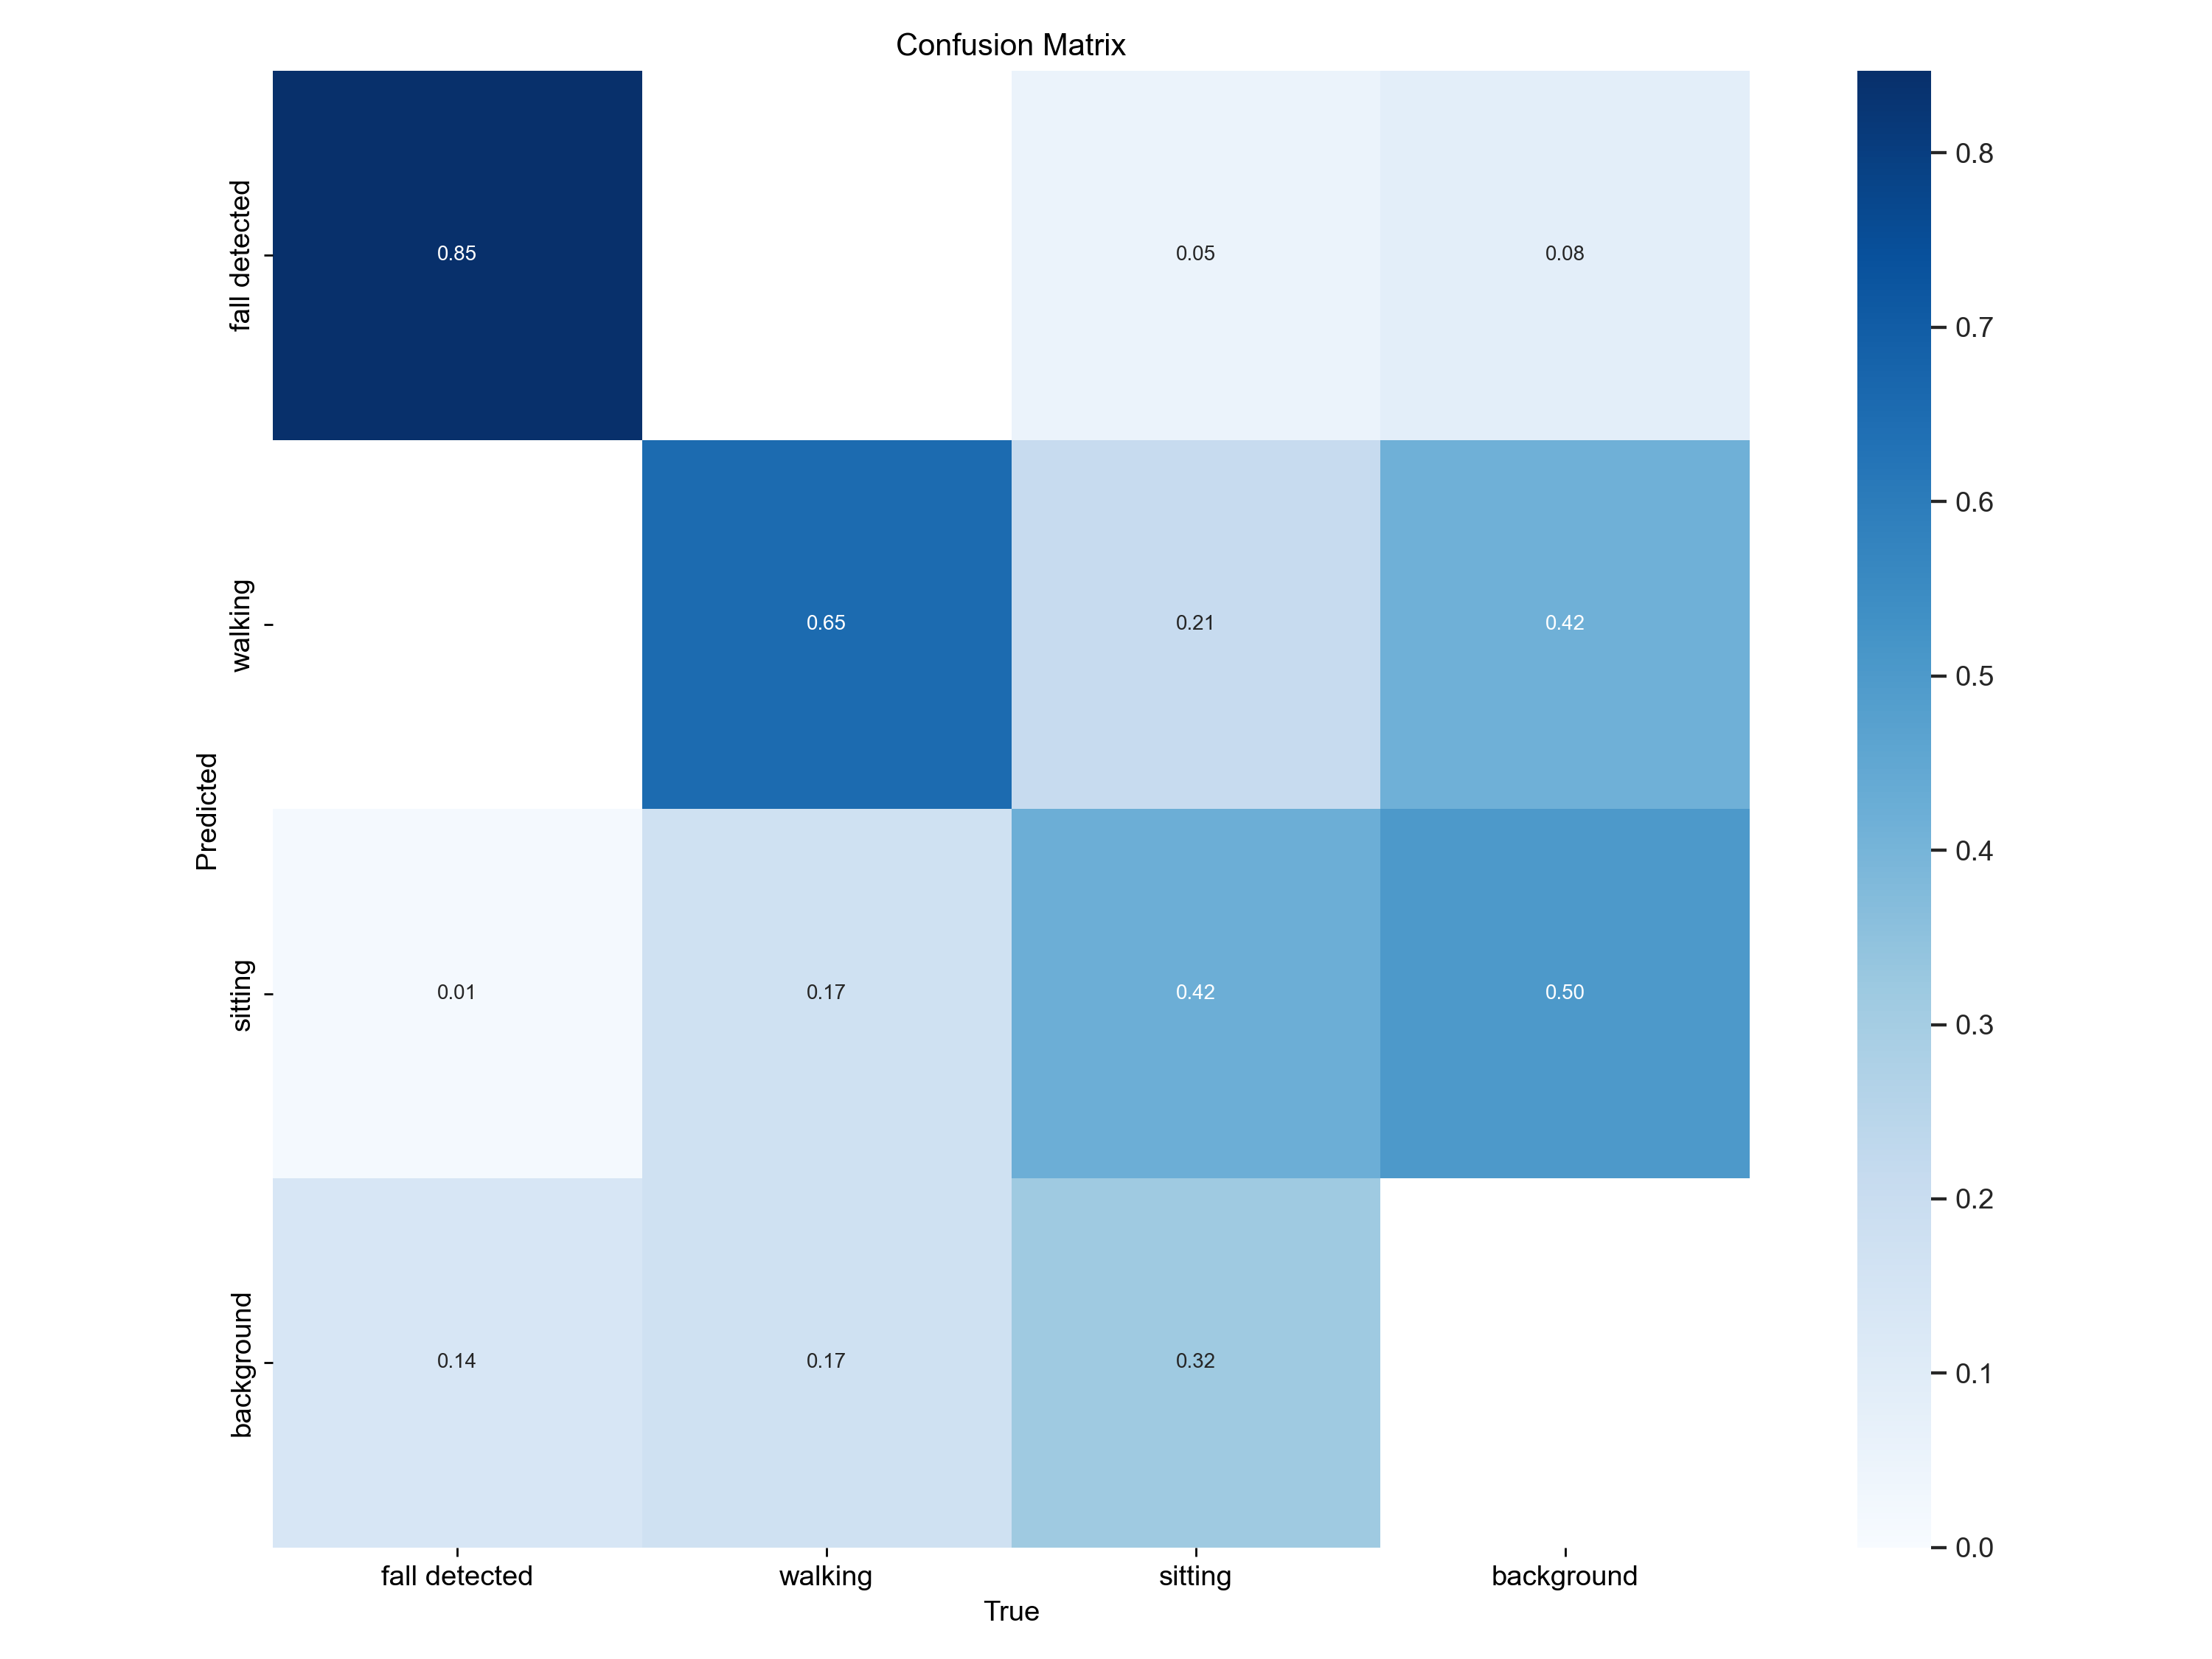 Confusion Matrix
fall detected
0.85
0.05
0.08
walking
0.65
0.21
0.42
sitting
0.01
0.17
0.42
0.50
background
0.14
0.17
0.32
Predicted
fall detected
walking
sitting
background
True
0.8
0.7
0.6
0.5
0.4
0.3
0.2
0.1
0.0